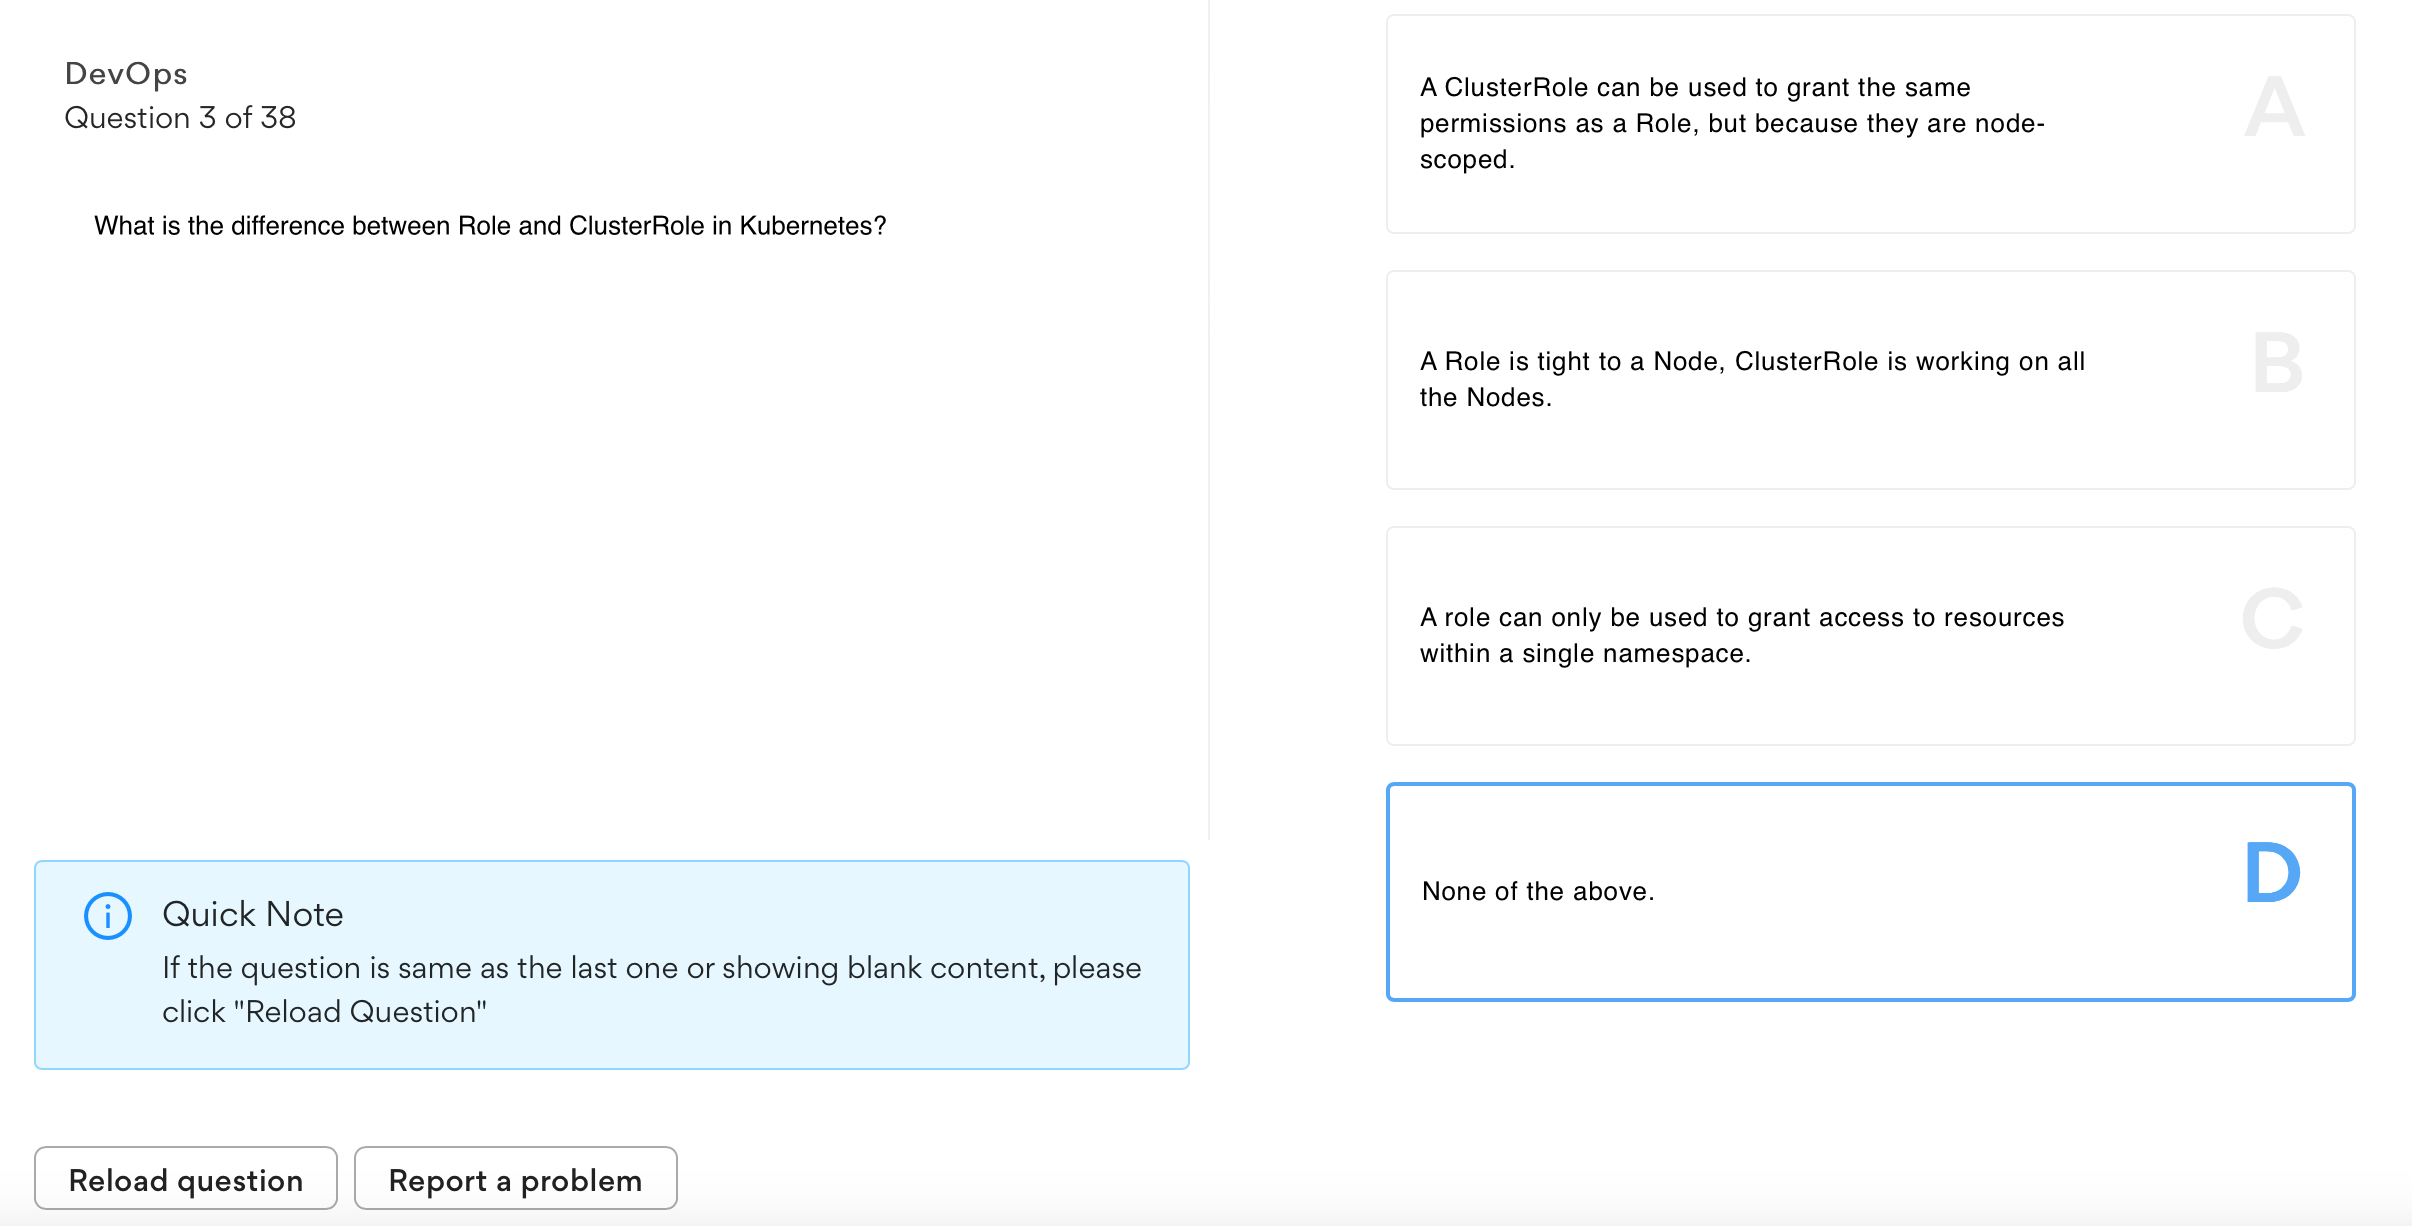 DevOps
Question 3 of 38
What is the difference between Role and ClusterRole in Kubernetes?
A ClusterRole can be used to grant the same
permissions as a Role, but because they are node-
scoped.
A
A Role is tight to a Node, ClusterRole is working on all
the Nodes.
B
A role can only be used to grant access to resources
within a single namespace.
C
None of the above.
D
Quick Note
If the question is same as the last one or showing blank content, please
click "Reload Question"
Reload question
Report a problem